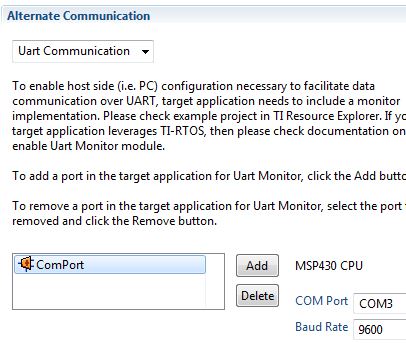 Alternate Communication
Uart Communication
To enable host side (i.e. PC) configuration necessary to facilitate data
communication over UART, target application needs to include a monitor
implementation. Please check example project in TI Resource Explorer. If you
target application leverages TI-RTOS, then please check documentation on
enable Uart Monitor module.
To add a port in the target application for Uart Monitor, click the Add butto
To remove a port in the target application for Uart Monitor, select the port
removed and click the Remove button.
ComPort
Add
MSP430 CPU
Delete
COM Port COM3
Baud Rate 9600